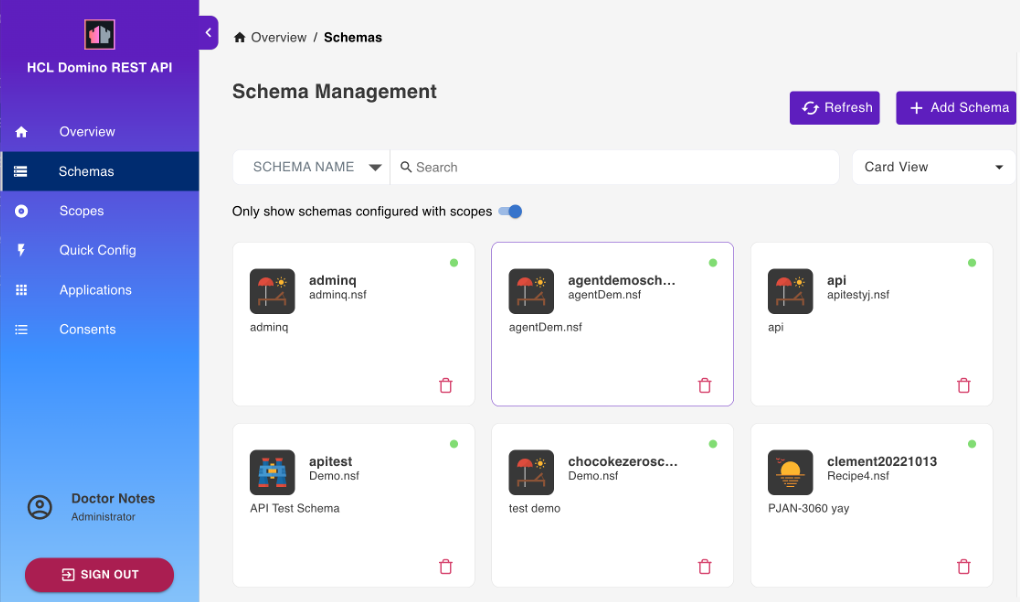 HCL Domino REST API
Overview
Schemas
Scopes
Quick Config
Applications
Consents
Doctor Notes
Administrator
SIGN OUT
Overview / Schemas
Schema Management
Refresh
Add Schema
SCHEMA NAME
Search
Card View
Only show schemas configured with scopes
adminq
adminq.nsf
adminq
agentdemosch...
agentDem.nsf
agentDem.nsf
api
apitestyj.nsf
api
apitest
Demo.nsf
API Test Schema
chocokezerosc...
Demo.nsf
test demo
clement20221013
Recipe4.nsf
PJAN-3060 yay